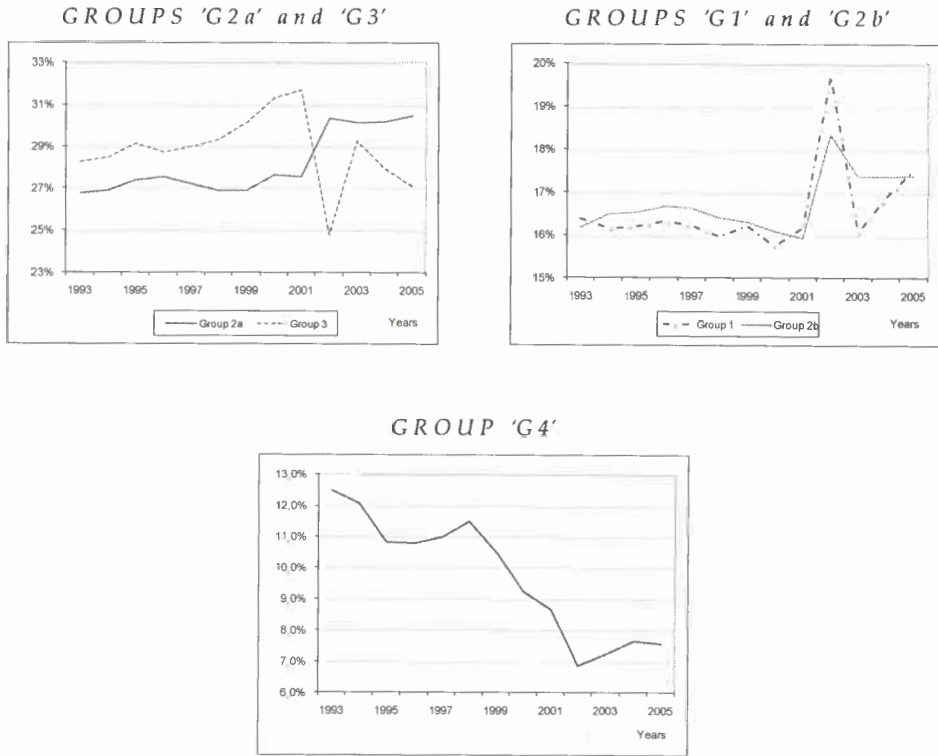 GROUPS 'G2a' and 'G3'
33%
31%
29%
27%
25%
23%
1993 1995 1997 1999 2001 2003 2005
Group 2a Group 3 Years
GROUPS 'G1' and 'G2b'
20%
19%
18%
17%
16%
15%
1993 1995 1997 1999 2001 2003 2005
Group 1 Group 2b Years
GROUP 'G4'
13,0%
12,0%
11,0%
10,0%
9,0%
8,0%
7,0%
6,0%
1993 1995 1997 1999 2001 2003 2005
Years